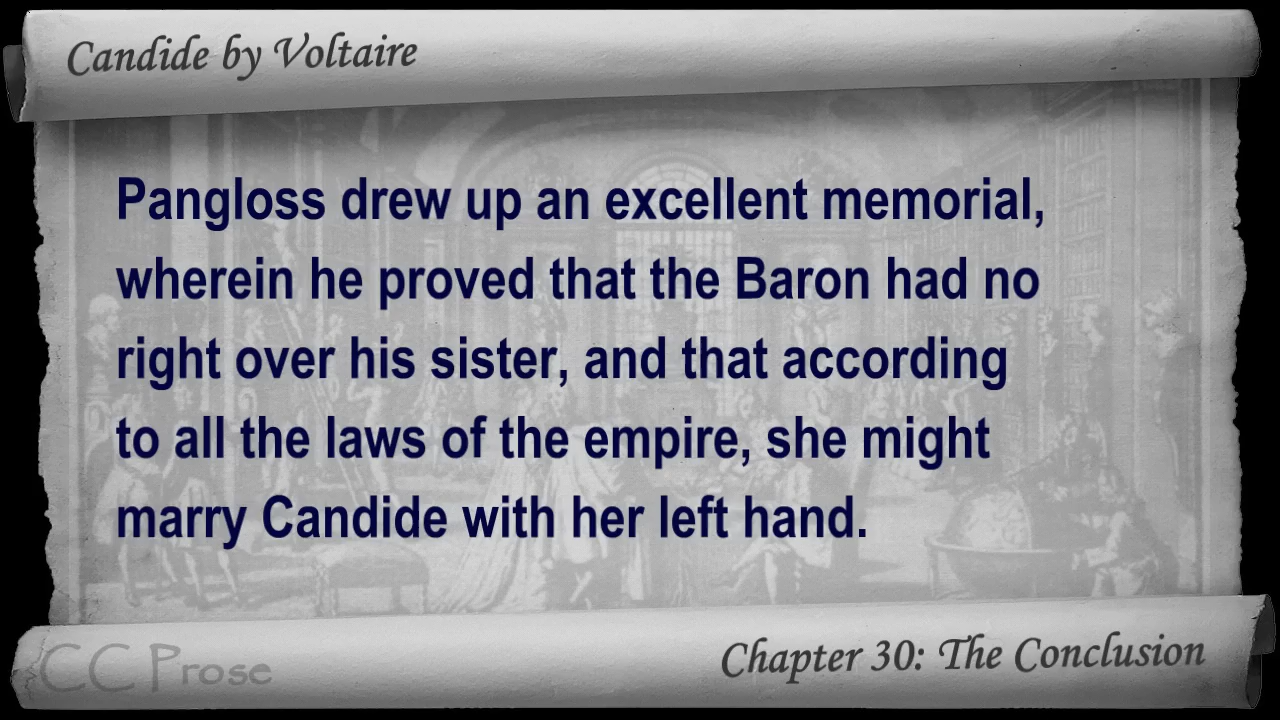 Candide by Voltaire
Pangloss drew up an excellent memorial,
wherein he proved that the Baron had no
right over his sister, and that according
to all the laws of the empire, she might
marry Candide with her left hand.
CC Prose
Chapter 30: The Conclusion